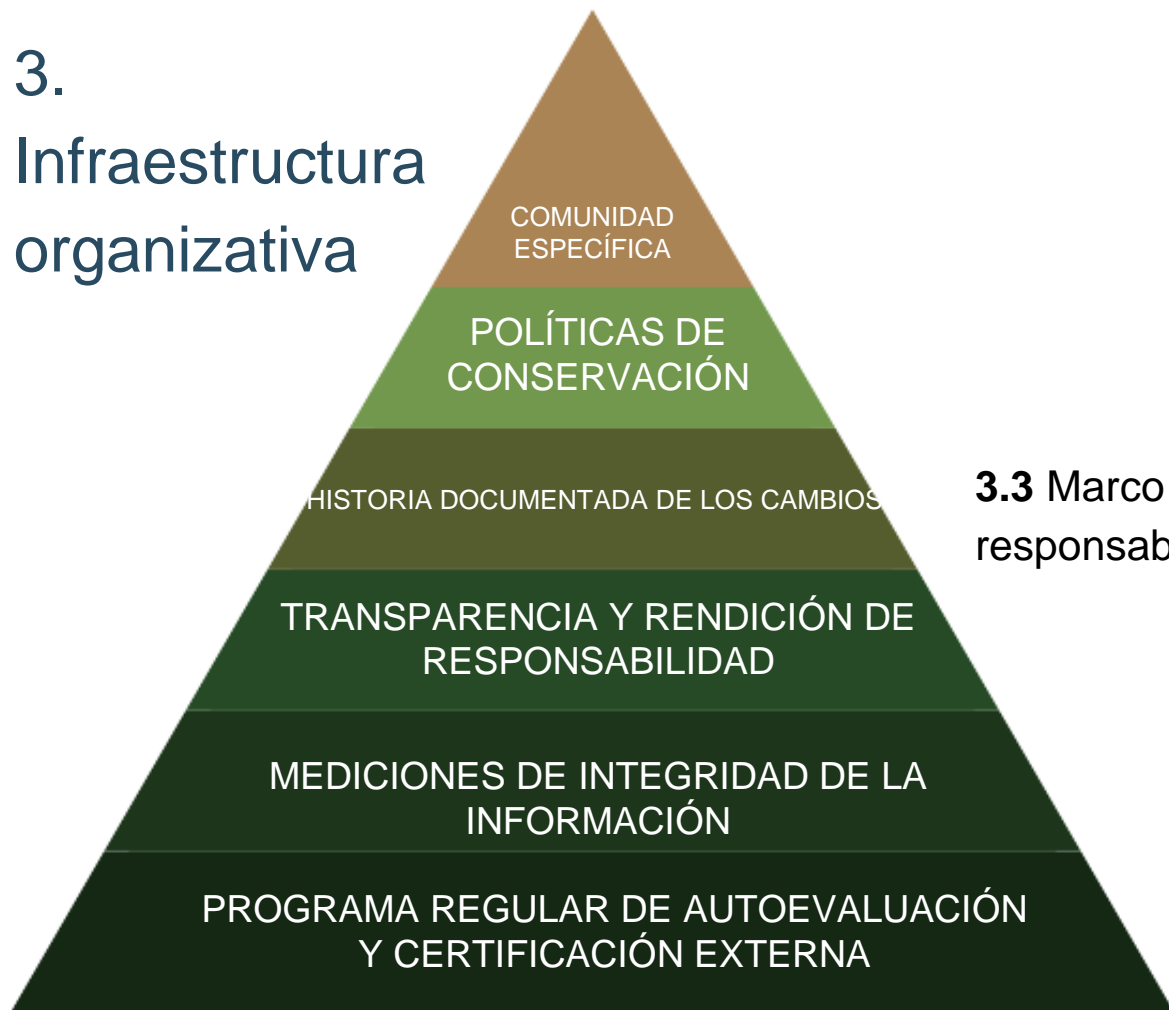 3.
Infraestructura
organizativa
COMUNIDAD
ESPECÍFICA
POLÍTICAS DE
CONSERVACIÓN
HISTORIA DOCUMENTADA DE LOS CAMBIOS
3.3 Marco
TRANSPARENCIA Y RENDICIÓN DE
RESPONSABILIDAD
MEDICIONES DE INTEGRIDAD DE LA
INFORMACIÓN
PROGRAMA REGULAR DE AUTOEVALUACIÓN
Y CERTIFICACIÓN EXTERNA